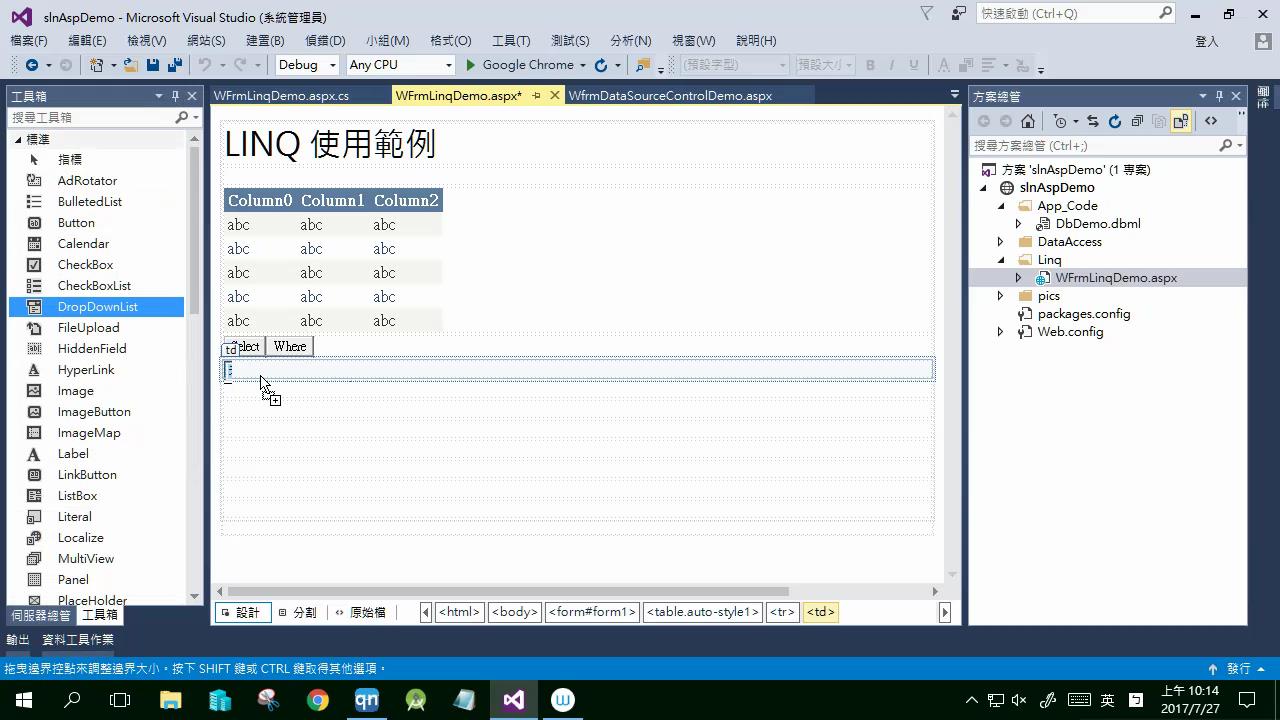 slnAspDemo - Microsoft Visual Studio (系統管理員)
快速啟動 (Ctrl+Q)
檔案(F) 編輯(E) 檢視(V) 網站(S) 建置(B) 偵錯(D) 小組(M) 格式(O) 工具(T) 測試(S) 分析(N) 視窗(W) 說明(H)
登入
Debug Any CPU Google Chrome (預設字型) (預設大小 B I U A
工具箱
搜尋工具箱
標準
指標
AdRotator
BulletedList
Button
Calendar
CheckBox
CheckBoxList
DropDownList
FileUpload
HiddenField
HyperLink
Image
ImageButton
ImageMap
Label
LinkButton
ListBox
Literal
Localize
MultiView
Panel
PlaceHolder
伺服器總管 工具箱
WFrmLinqDemo.aspx.cs WFrmLinqDemo.aspx* WfrmDataSourceControlDemo.aspx
LINQ 使用範例
Column0 Column1 Column2
abc abc abc
abc abc abc
abc abc abc
abc abc abc
abc abc abc
td Where
設計 分割 原始檔 <html> <body> <form#form1> <table.auto-style1> <tr> <td>
方案總管
搜尋方案總管 (Ctrl+;)
方案 'slnAspDemo' (1 專案)
slnAspDemo
App_Code
DbDemo.dbml
DataAccess
Linq
WFrmLinqDemo.aspx
pics
packages.config
Web.config
輸出 資料工具作業
拖曳邊界控點來調整邊界大小。按下 SHIFT 鍵或 CTRL 鍵取得其他選項。
發行
qn W 英
上午 10:14
2017/7/27